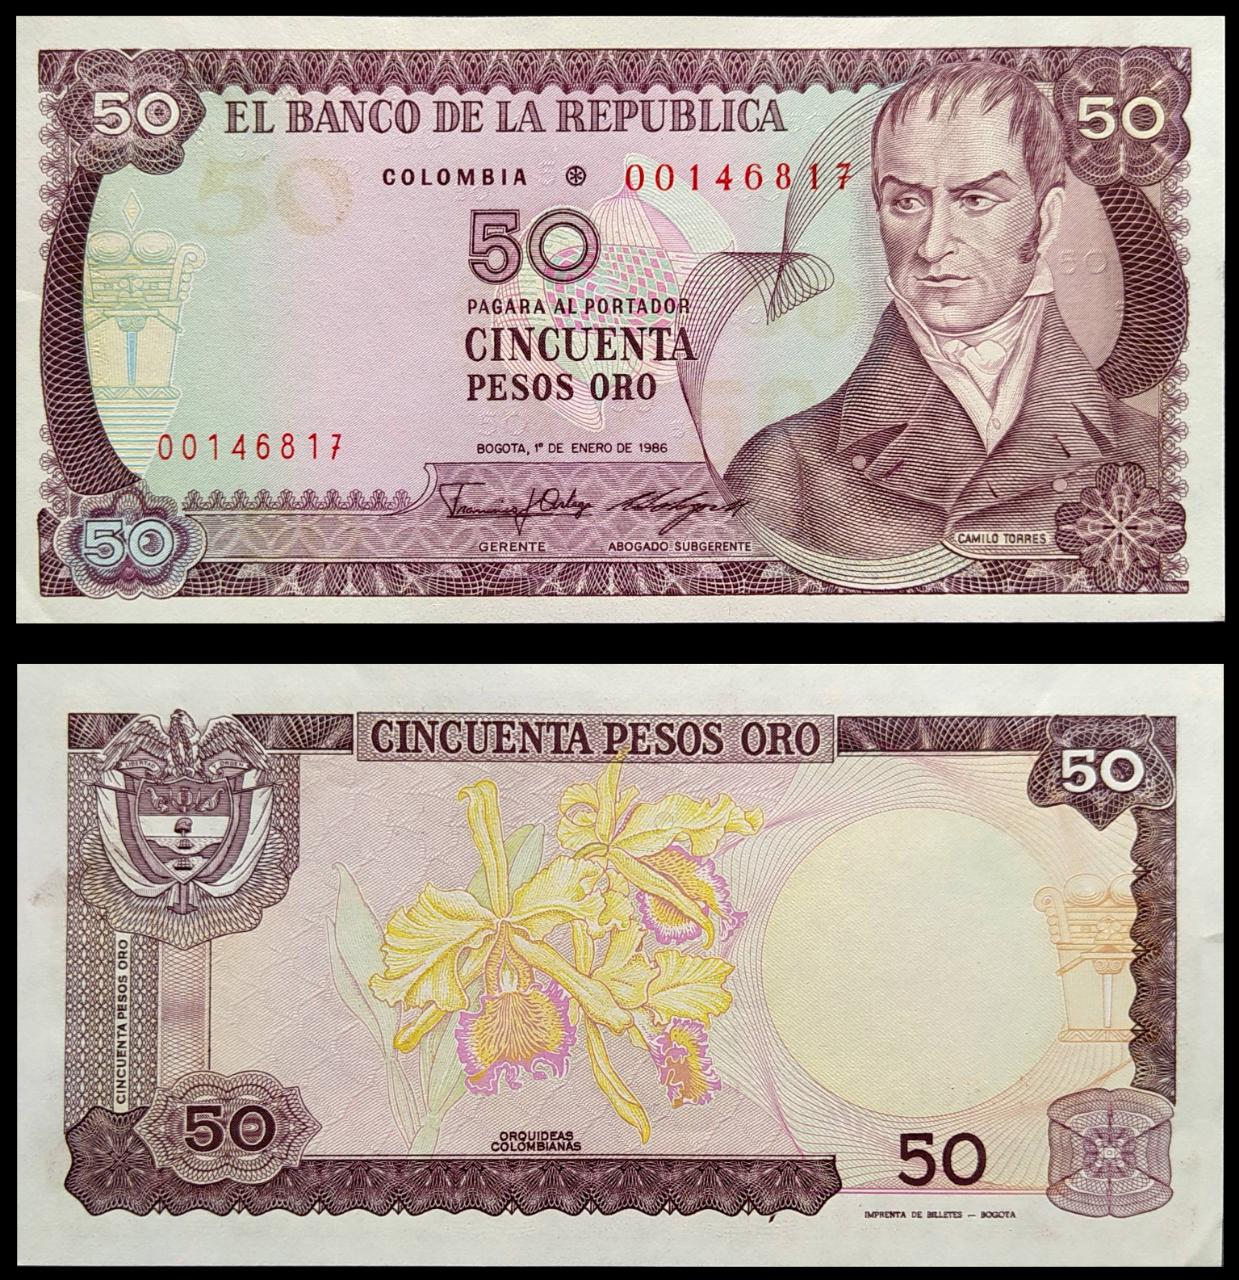 50
50
EL BANCO DE LA REPUBLICA
50
COLOMBIA
00146817
50
50
PAGARA AL PORTADOR
CINCUENTA
PESOS ORO
00146817
BOGOTA, 1º DE ENERO DE 1986
50
GERENTE
ABOGADO SUBGERENTE
CAMILO TORRES
CINCUENTA PESOS ORO
LIBERTAD Y ORDEN
50
CINCUENTA PESOS ORO
50
ORQUIDEAS
COLOMBIANAS
50
IMPRENTA DE BILLETES — BOGOTA